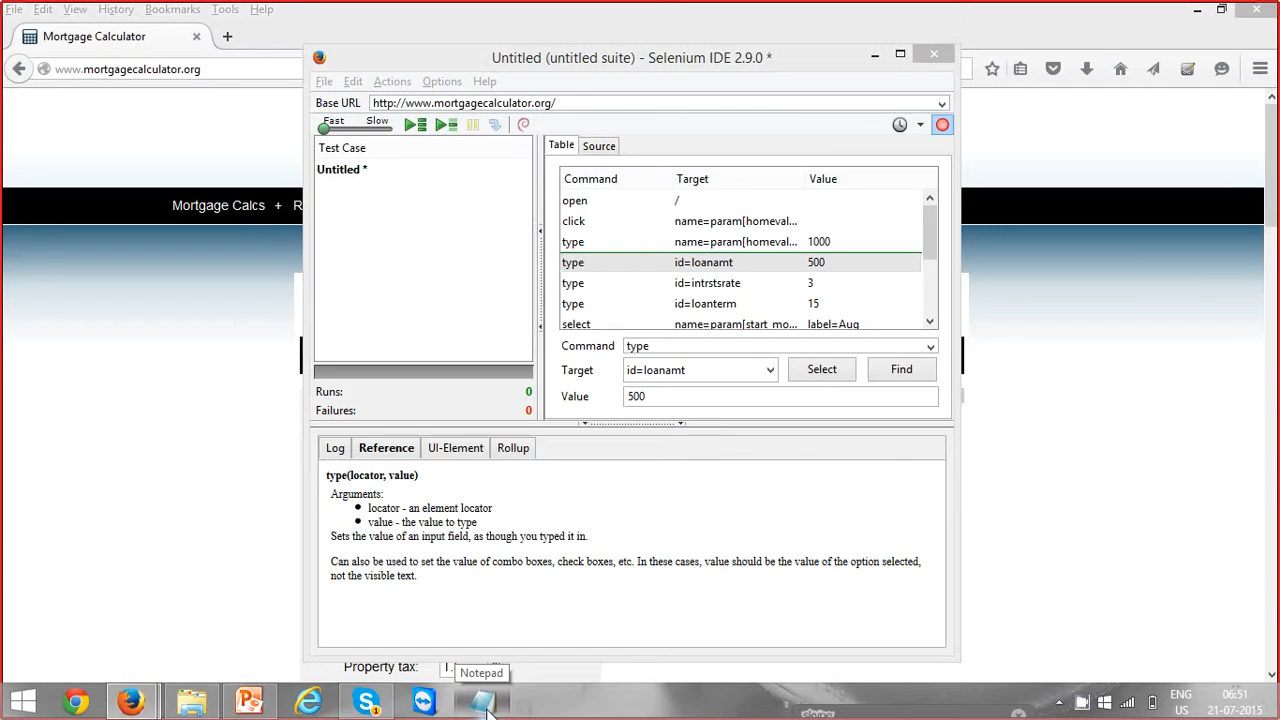 File Edit View History Bookmarks Tools Help
Mortgage Calculator
www.mortgagecalculator.org
Untitled (untitled suite) - Selenium IDE 2.9.0 *
File Edit Actions Options Help
Base URL http://www.mortgagecalculator.org/
Fast Slow
Test Case
Untitled *
Table Source
Command Target Value
open /
click name=param[homeval...
type name=param[homeval... 1000
type id=loanamt 500
type id=intrstsrate 3
type id=loanterm 15
select name=param[start_mo... label=Aug
Mortgage Calcs + R
Command type
Target id=loanamt Select Find
Value 500
Runs: 0
Failures: 0
Log Reference UI-Element Rollup
type(locator, value)
Arguments:
locator - an element locator
value - the value to type
Sets the value of an input field, as though you typed it in.
Can also be used to set the value of combo boxes, check boxes, etc. In these cases, value should be the value of the option selected,
not the visible text.
Property tax: 1.
Notepad
ENG
US
06:51
21-07-2015